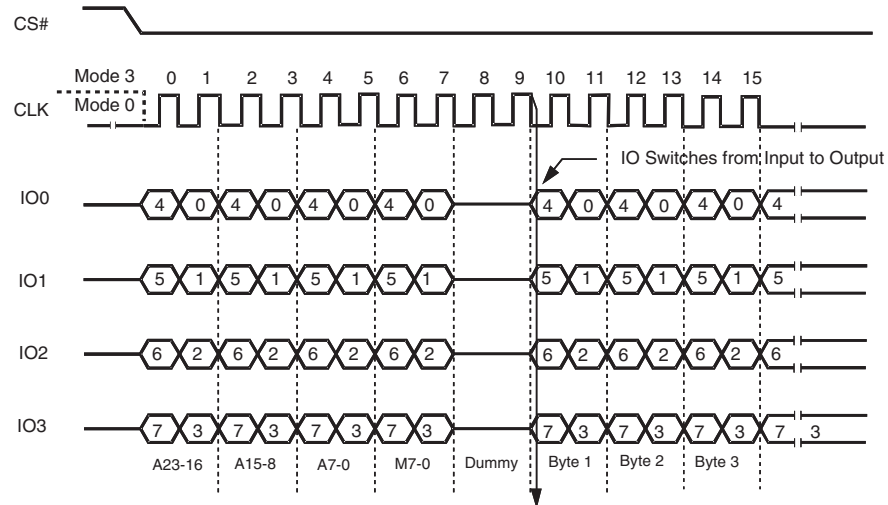 CS#
Mode 3 0 1 2 3 4 5 6 7 8 9 10 11 12 13 14 15
CLK Mode 0
IO Switches from Input to Output
IO0 4 0 4 0 4 0 4 0 4 0 4 0 4 0 4
IO1 5 1 5 1 5 1 5 1 5 1 5 1 5 1 5
IO2 6 2 6 2 6 2 6 2 6 2 6 2 6 2 6
IO3 7 3 7 3 7 3 7 3 7 3 7 3 7 3 7 3
A23-16 A15-8 A7-0 M7-0 Dummy Byte 1 Byte 2 Byte 3